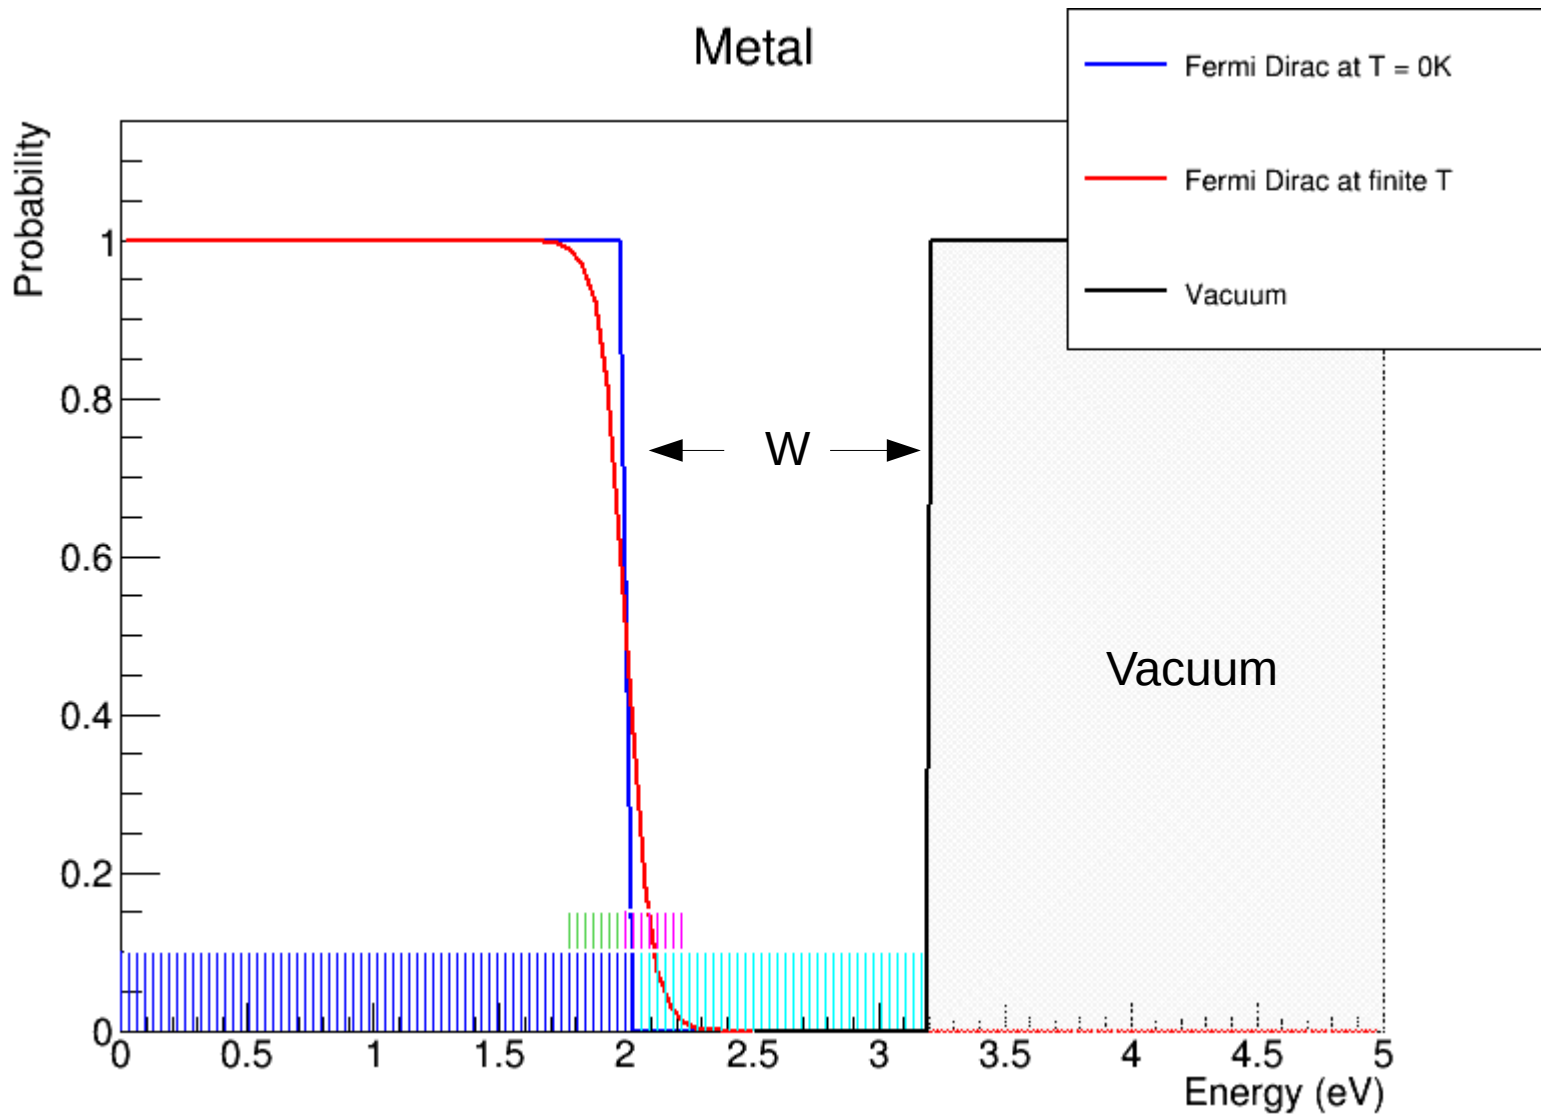 Metal
Fermi Dirac at T = 0K
Fermi Dirac at finite T
Vacuum
Probability
1
0.8
0.6
0.4
0.2
0
W
Vacuum
0 0.5 1 1.5 2 2.5 3 3.5 4 4.5 5
Energy (eV)